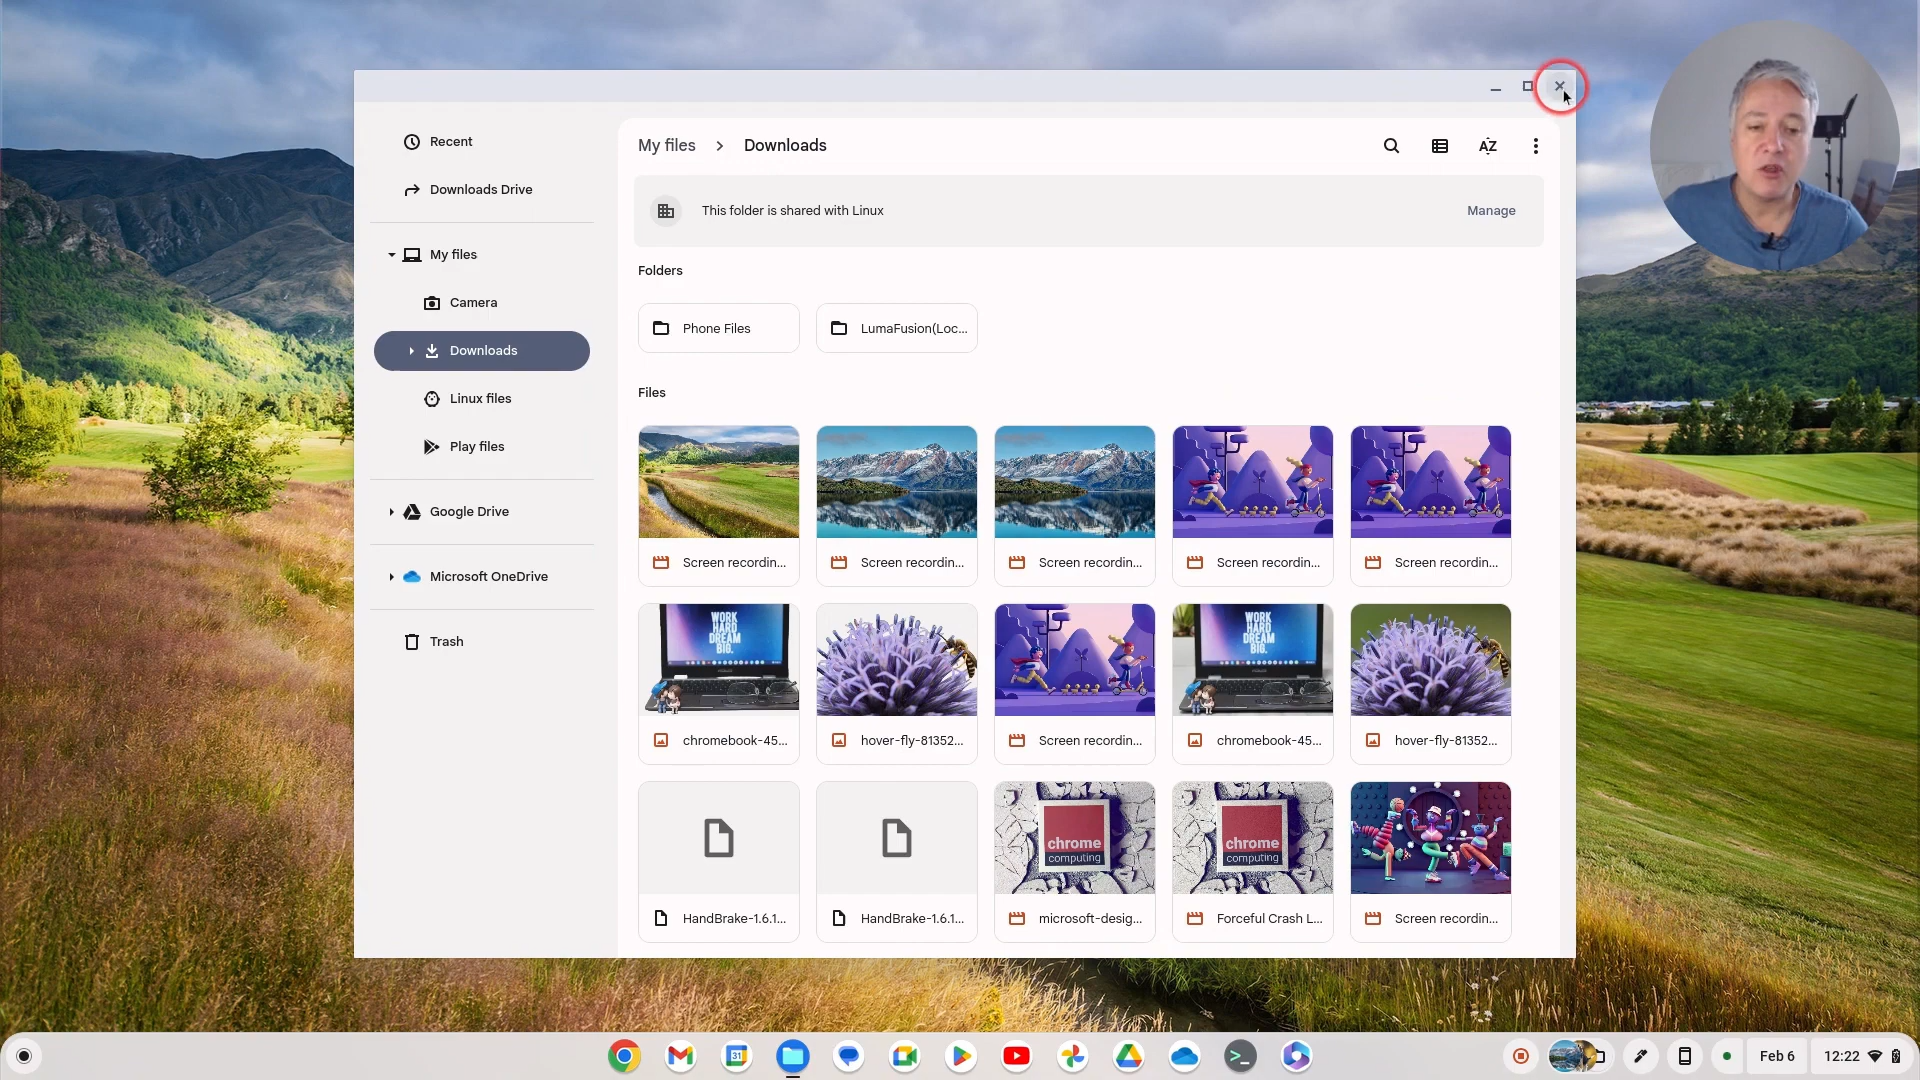 Recent
Downloads Drive
My files
Camera
Downloads
Linux files
Play files
Google Drive
Microsoft OneDrive
Trash
My files > Downloads
AZ
This folder is shared with Linux
Manage
Folders
Phone Files
LumaFusion(Loc...
Files
Screen recordin...
Screen recordin...
Screen recordin...
Screen recordin...
Screen recordin...
WORK
HARD
DREAM
BIG.
WORK
HARD
DREAM
BIG.
chromebook-45...
hover-fly-81352...
Screen recordin...
chromebook-45...
hover-fly-81352...
chrome
computing
chrome
computing
HandBrake-1.6.1...
HandBrake-1.6.1...
microsoft-desig...
Forceful Crash L...
Screen recordin...
31
Feb 6
12:22